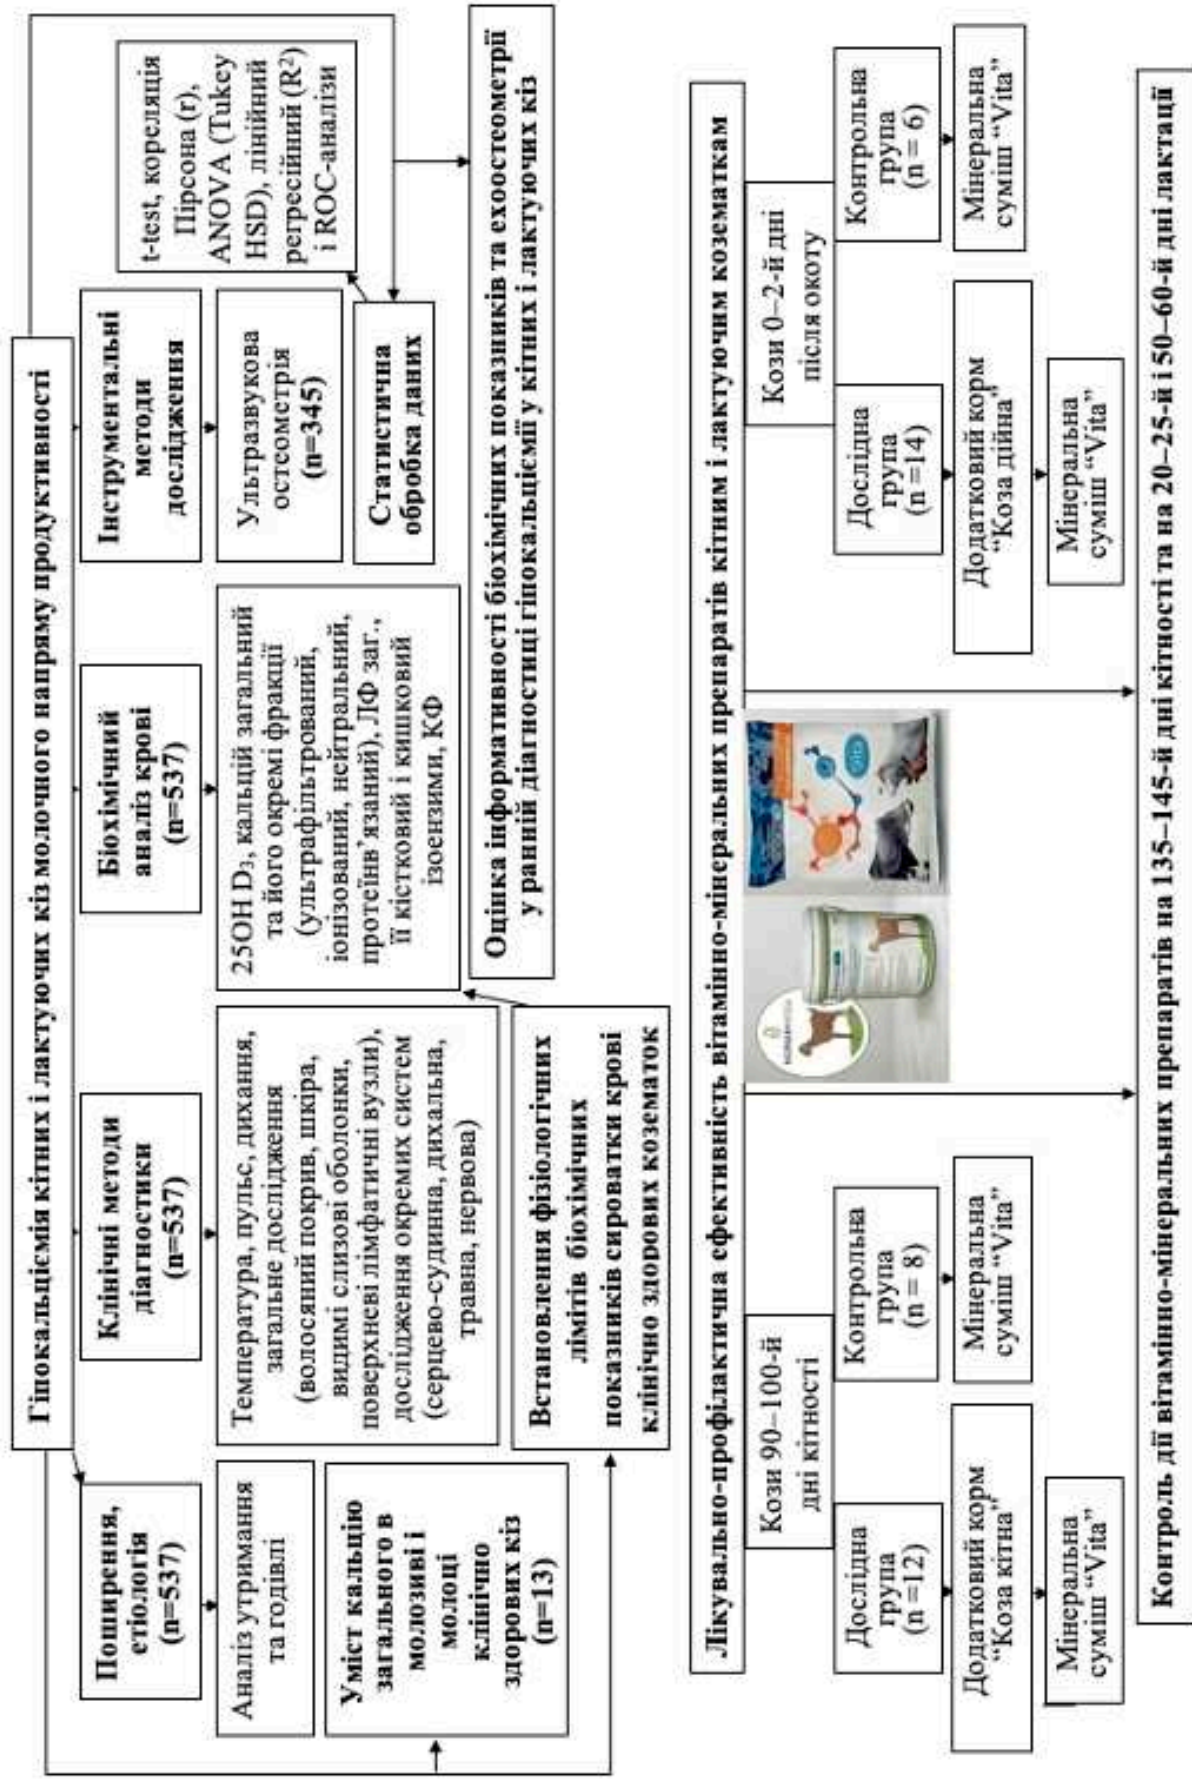 Гіпокальціємія кітних і лактуючих кіз молочного напряму продуктивності
Поширення,
етіологія
(n=537)
Аналіз утримання
та годівлі
Уміст кальцію
загального в
молозиві і
молоці
клінічно
здорових кіз
(n=13)
Клінічні методи
діагностики
(n=537)
Температура, пульс, дихання,
загальне дослідження
(волосяний покрив, шкіра,
видимі слизові оболонки,
поверхневі лімфатичні вузли),
дослідження окремих систем
(серцево-судинна, дихальна,
травна, нервова)
Встановлення фізіологічних
лімітів біохімічних
показників сироватки крові
клінічно здорових козематок
Біохімічний
аналіз крові
(n=537)
25OH D₃, кальцій загальний
та його окремі фракції
(ультрафільтрований,
іонізований, нейтральний,
протеїнв’язаний), ЛФ заг.,
її кістковий і кишковий
ізоензими, КФ
Інструментальні
методи
дослідження
Ультразвукова
остеометрія
(n=345)
Статистична
обробка даних
t-test, кореляція
Пірсона (r),
ANOVA (Tukey
HSD), лінійний
регресійний (R²)
і ROC-аналізи
Оцінка інформативності біохімічних показників та ехоостеометрії
у ранній діагностиці гіпокальціємії у кітних і лактуючих кіз
Лікувально-профілактична ефективність вітамінно-мінеральних препаратів кітним і лактуючим козематкам
Кози 90–100-й
дні кітності
Дослідна
група
(n =12)
Додатковий корм
“Коза кітна”
Мінеральна
суміш “Vita”
Контрольна
група
(n = 8)
Мінеральна
суміш “Vita”
Кози 0–2-й дні
після окоту
Дослідна
група
(n =14)
Додатковий корм
“Коза дійна”
Мінеральна
суміш “Vita”
Контрольна
група
(n = 6)
Мінеральна
суміш “Vita”
Контроль дії вітамінно-мінеральних препаратів на 135–145-й дні кітності та на 20–25-й і 50–60-й дні лактації